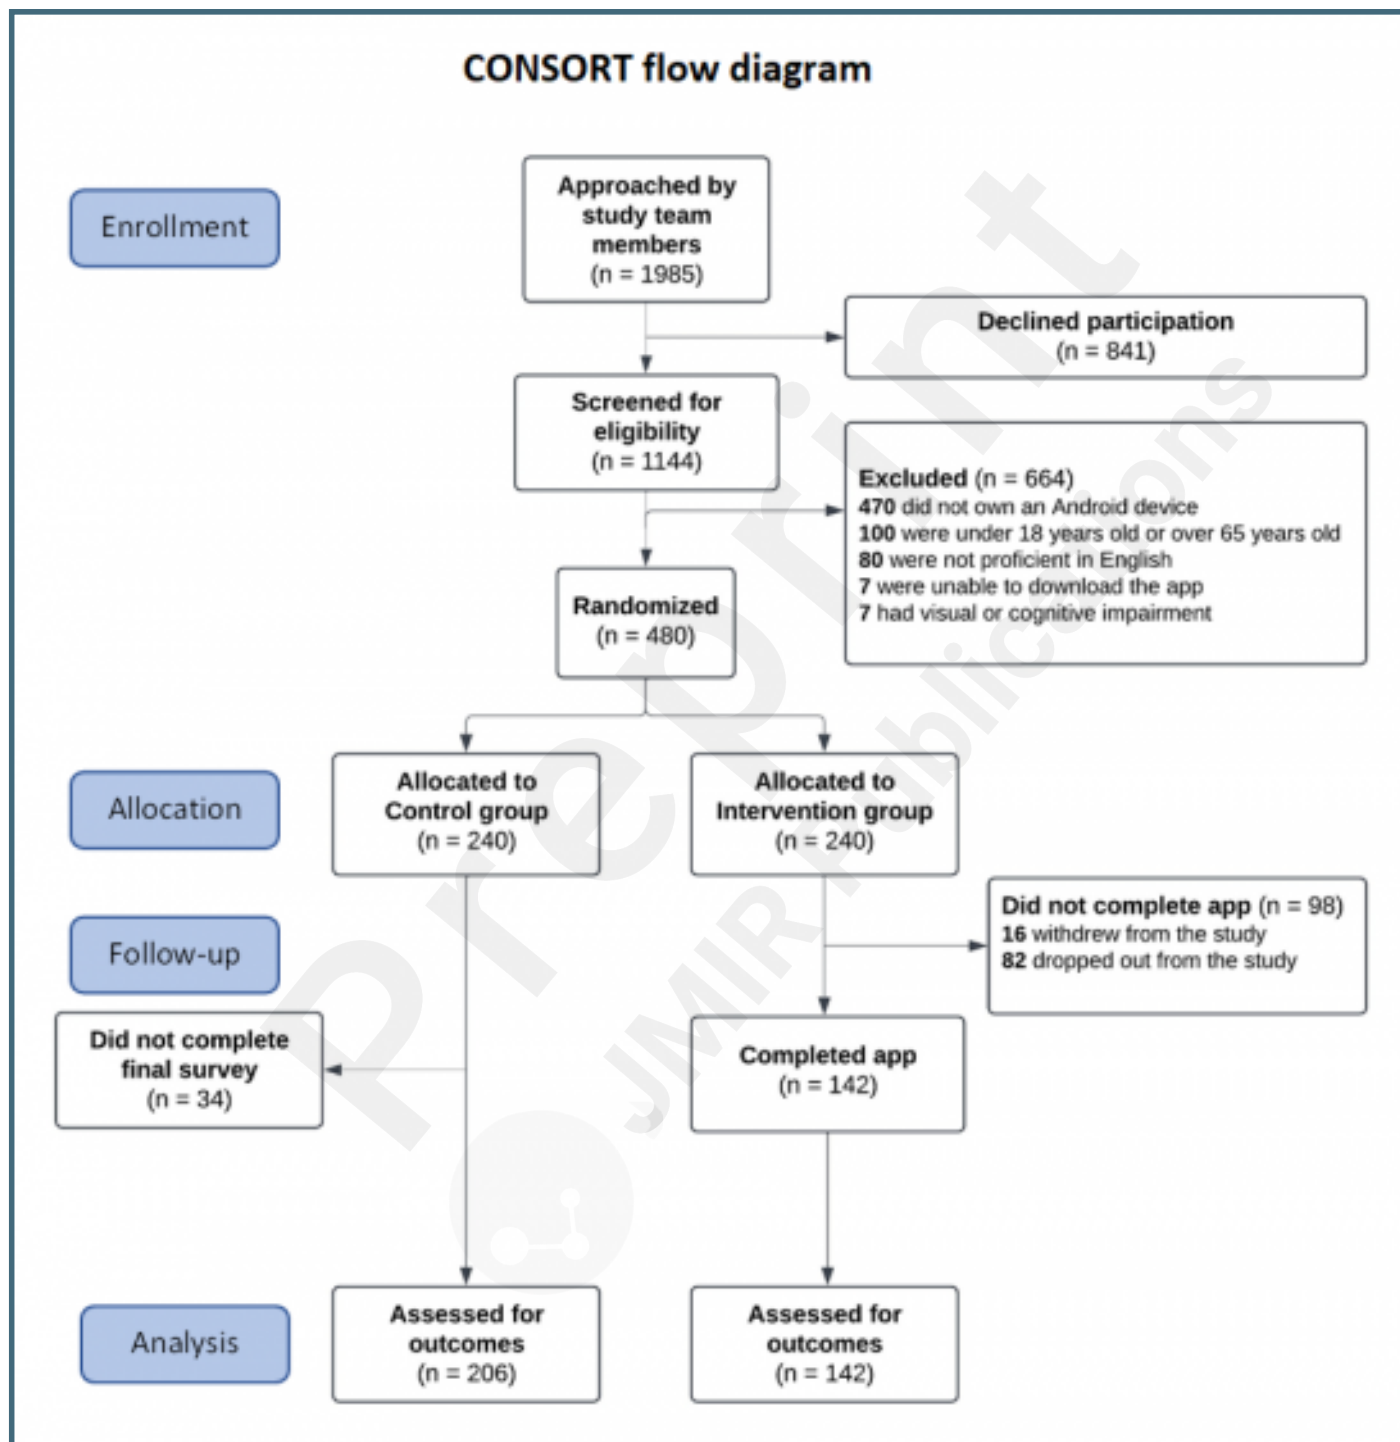 CONSORT flow diagram
Enrollment
Approached by
study team
members
(n = 1985)
Declined participation
(n = 841)
Screened for
eligibility
(n = 1144)
Excluded (n = 664)
470 did not own an Android device
100 were under 18 years old or over 65 years old
80 were not proficient in English
7 were unable to download the app
7 had visual or cognitive impairment
Randomized
(n = 480)
Allocation
Allocated to
Control group
(n = 240)
Allocated to
Intervention group
(n = 240)
Follow-up
Did not complete app (n = 98)
16 withdrew from the study
82 dropped out from the study
Did not complete
final survey
(n = 34)
Completed app
(n = 142)
Analysis
Assessed for
outcomes
(n = 206)
Assessed for
outcomes
(n = 142)
Preprint
JMIR Publications